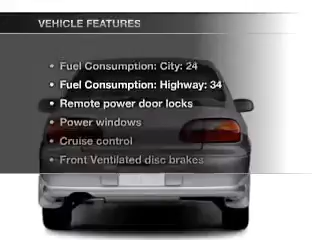 VEHICLE FEATURES
• Fuel Consumption: City: 24
• Fuel Consumption: Highway: 34
• Remote power door locks
• Power windows
• Cruise control
• Front Ventilated disc brakes